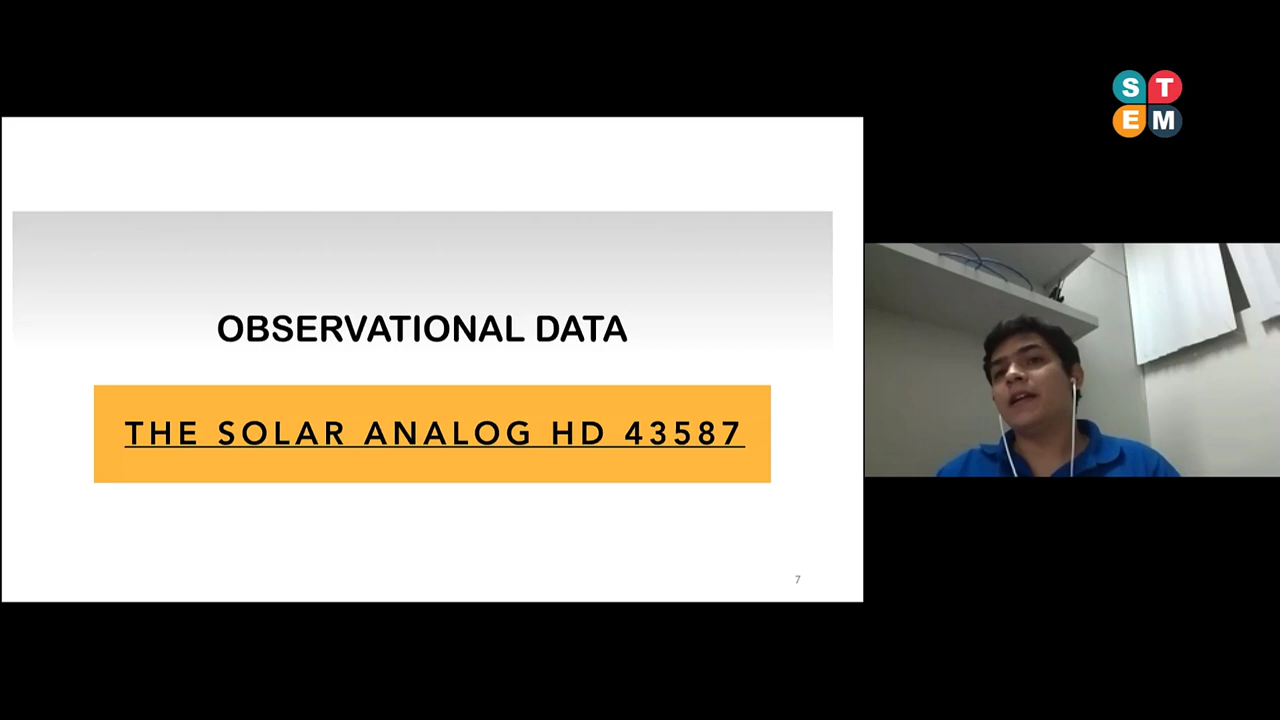 OBSERVATIONAL DATA
THE SOLAR ANALOG HD 43587
7
S T
E M